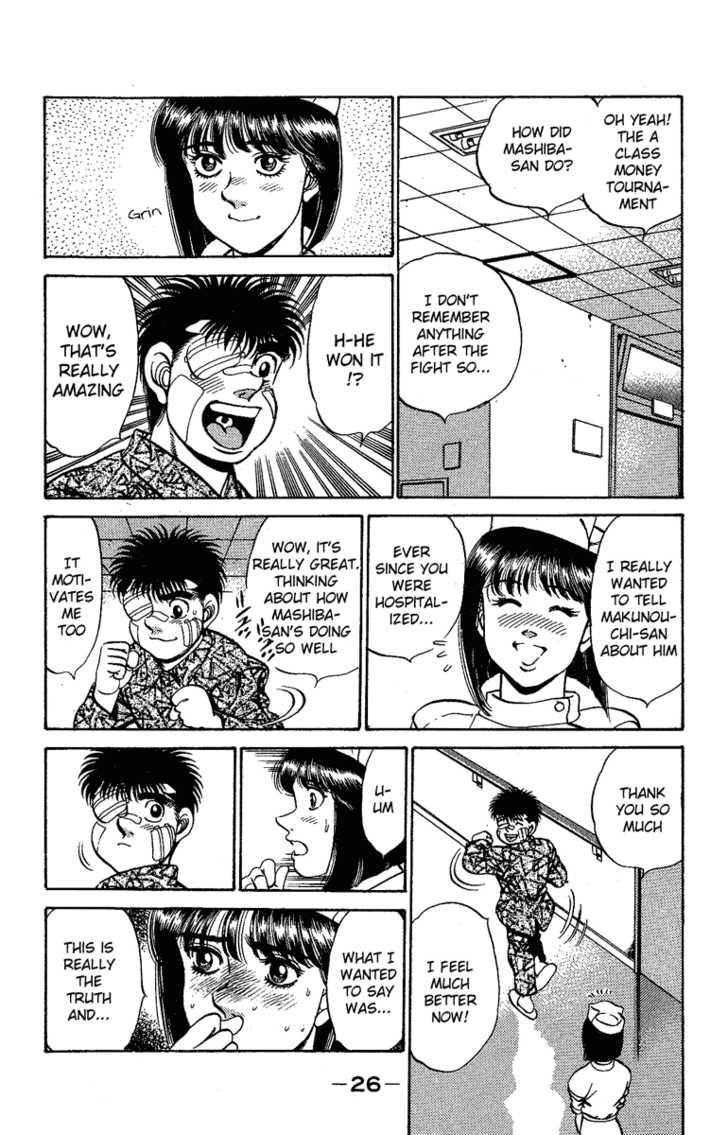 OH YEAH!
THE A
CLASS
MONEY
TOURNA-
MENT
HOW DID
MASHIBA-
SAN DO?
I DON'T
REMEMBER
ANYTHING
AFTER THE
FIGHT SO...
Grin
H-HE
WON IT
!?
WOW,
THAT'S
REALLY
AMAZING
I REALLY
WANTED
TO TELL
MAKUNOU-
CHI-SAN
ABOUT HIM
EVER
SINCE YOU
WERE
HOSPITAL-
IZED...
WOW, IT'S
REALLY GREAT.
THINKING
ABOUT HOW
MASHIBA-
SAN'S DOING
SO WELL
IT
MOTI-
VATES
ME
TOO
THANK
YOU SO
MUCH
I FEEL
MUCH
BETTER
NOW!
U-
UM
WHAT I
WANTED
TO SAY
WAS...
THIS IS
REALLY
THE
TRUTH
AND...
—26—